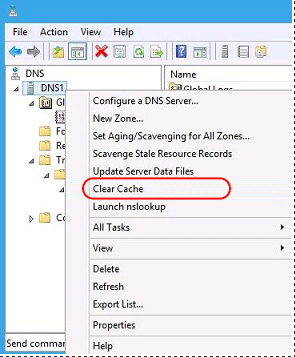 File Action View Help
DNS
DNS1
Name
Gl
Global Logs
Fo
Re
Tr
Co
Configure a DNS Server...
New Zone...
Set Aging/Scavenging for All Zones...
Scavenge Stale Resource Records
Update Server Data Files
Clear Cache
Launch nslookup
All Tasks
View
Delete
Refresh
Export List...
Properties
Help
Send comma